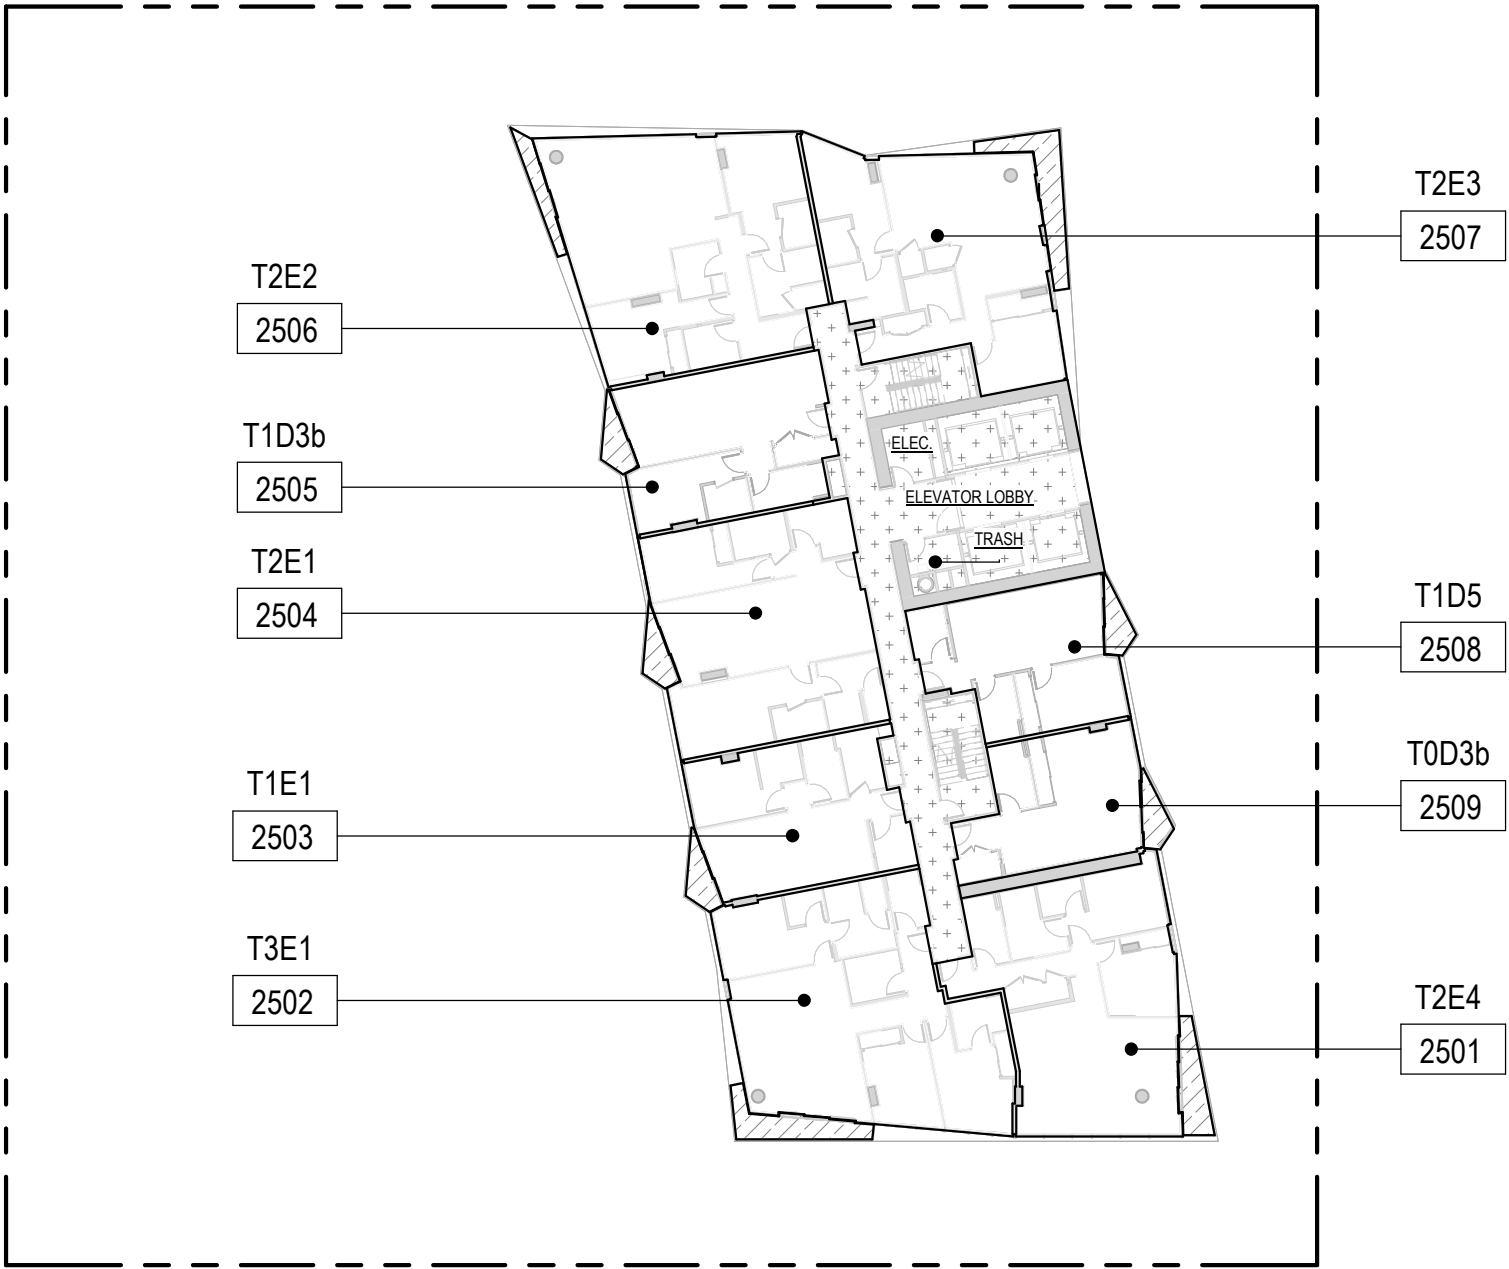 T2E3
2507
T2E2
2506
T1D3b
2505
ELEC.
ELEVATOR LOBBY
TRASH
T2E1
2504
T1D5
2508
T1E1
2503
T0D3b
2509
T3E1
2502
T2E4
2501